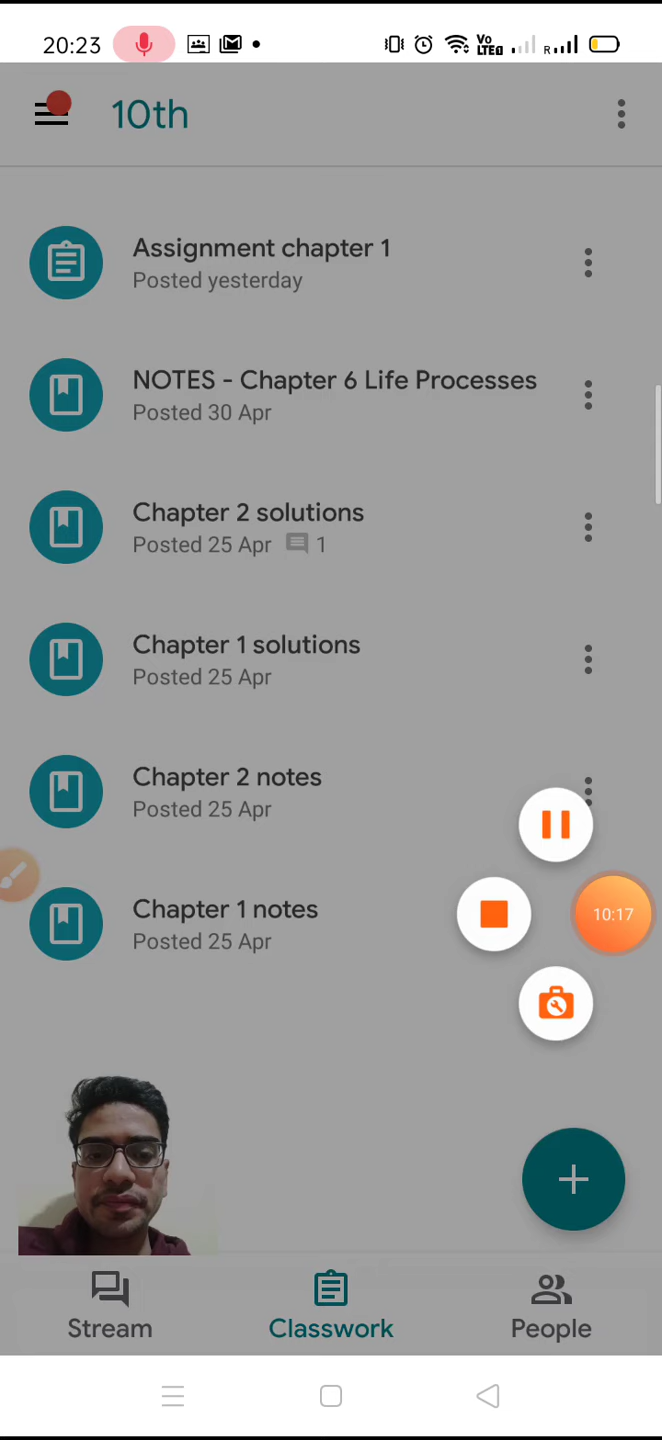 20:23
Vo
LTE
R
10th
Assignment chapter 1
Posted yesterday
NOTES - Chapter 6 Life Processes
Posted 30 Apr
Chapter 2 solutions
Posted 25 Apr 1
Chapter 1 solutions
Posted 25 Apr
Chapter 2 notes
Posted 25 Apr
Chapter 1 notes
Posted 25 Apr
10:17
Stream
Classwork
People